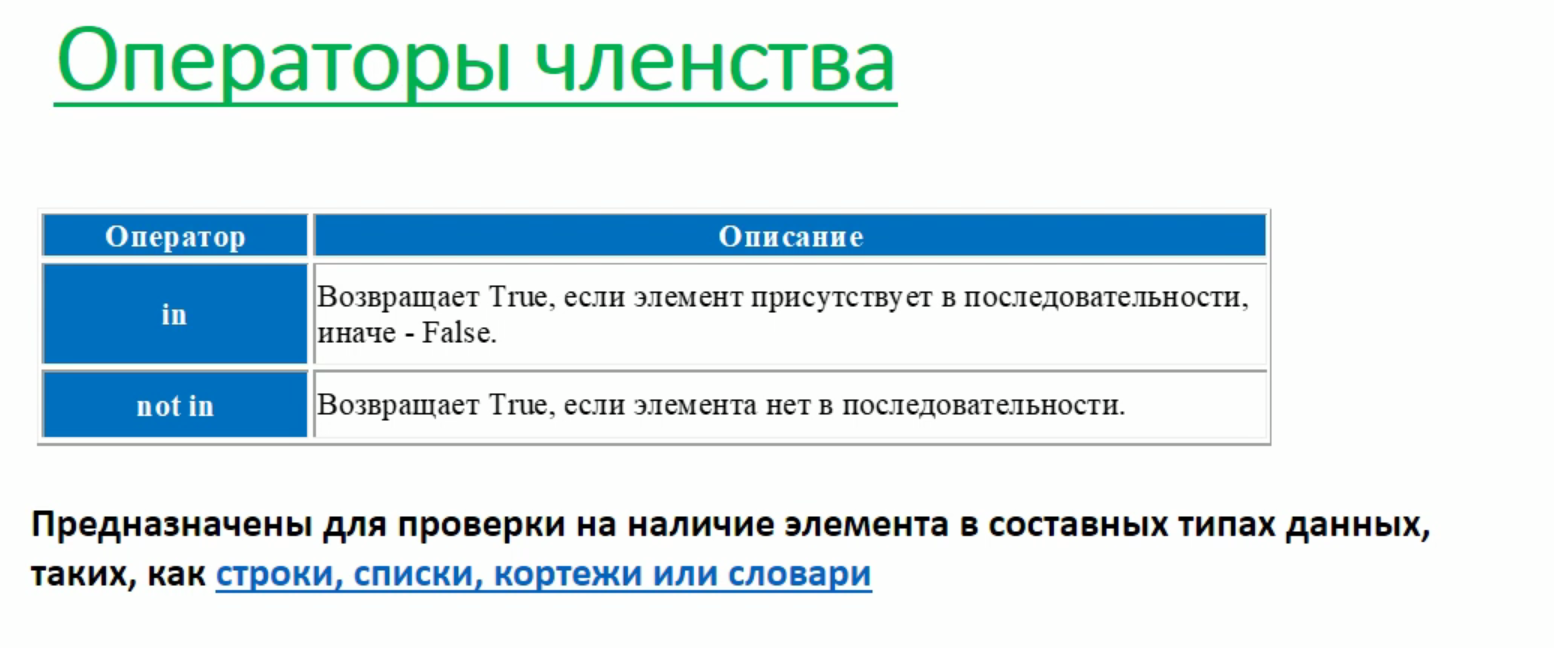 Операторы членства
Оператор
Описание
in
Возвращает True, если элемент присутствует в последовательности,
иначе - False.
not in
Возвращает True, если элемента нет в последовательности.
Предназначены для проверки на наличие элемента в составных типах данных,
таких, как строки, списки, кортежи или словари